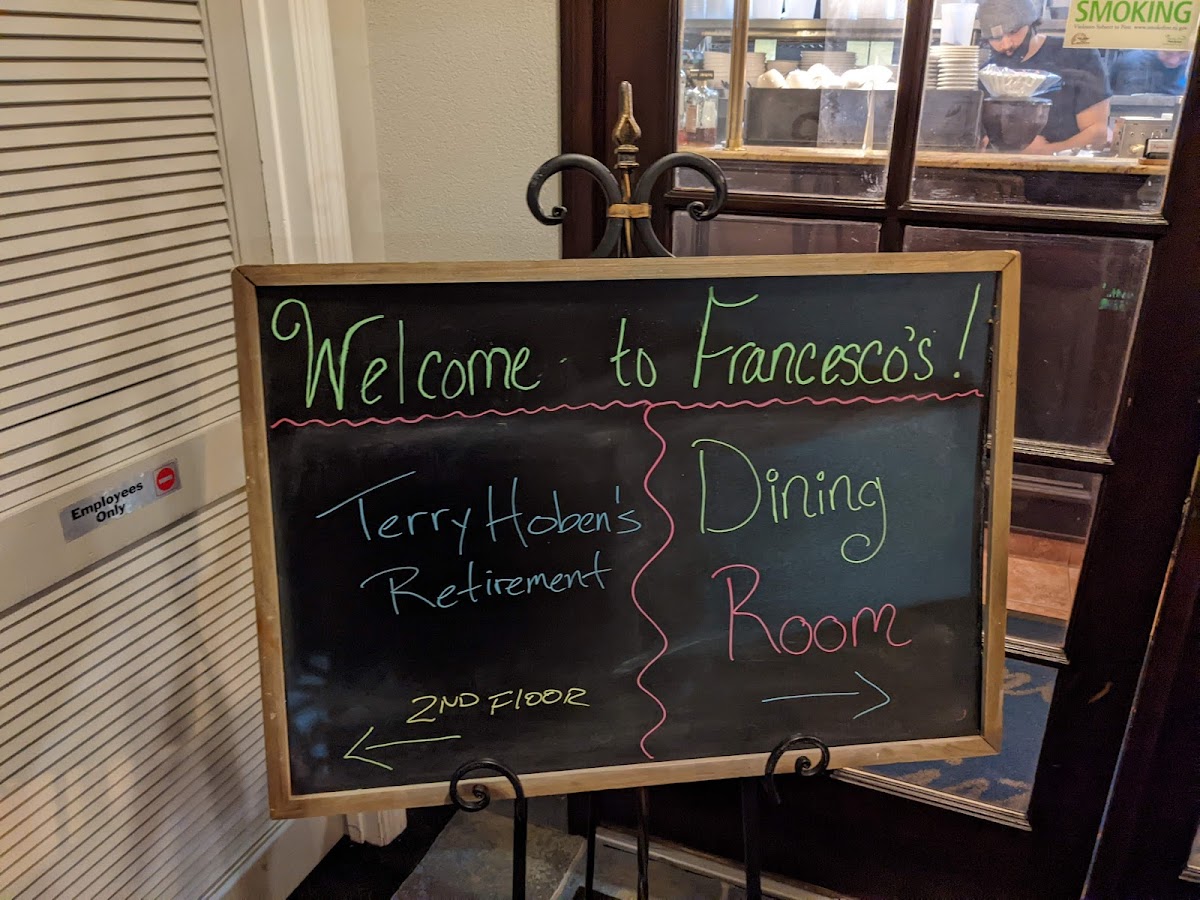 SMOKING
Welcome to Francesco's!
Terry Hoben's
Retirement
2ND FLOOR
Dining
Room
Employees
Only